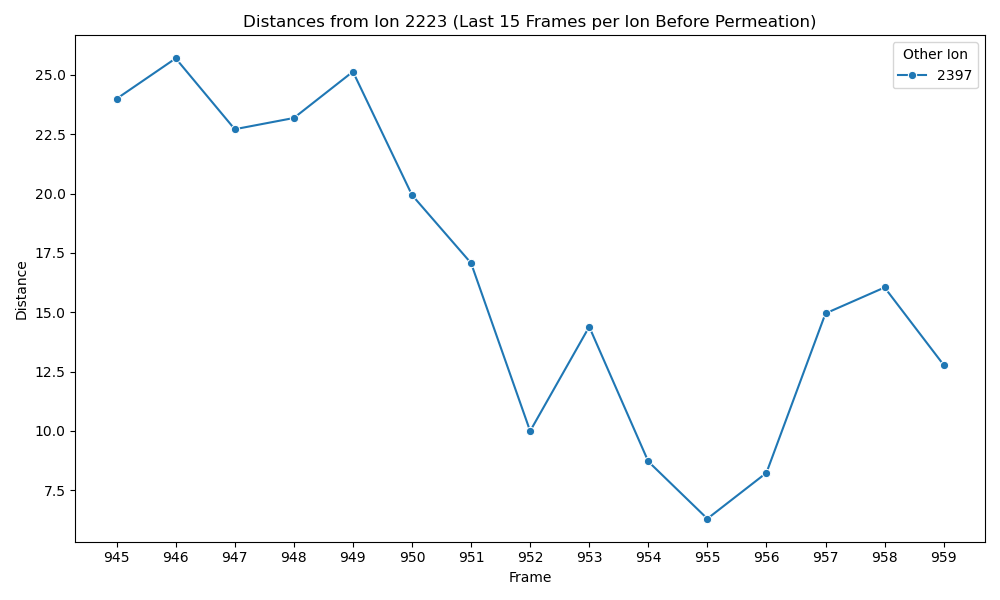 Distances from Ion 2223 (Last 15 Frames per Ion Before Permeation)
Other Ion
2397
Distance
25.0
22.5
20.0
17.5
15.0
12.5
10.0
7.5
945 946 947 948 949 950 951 952 953 954 955 956 957 958 959
Frame